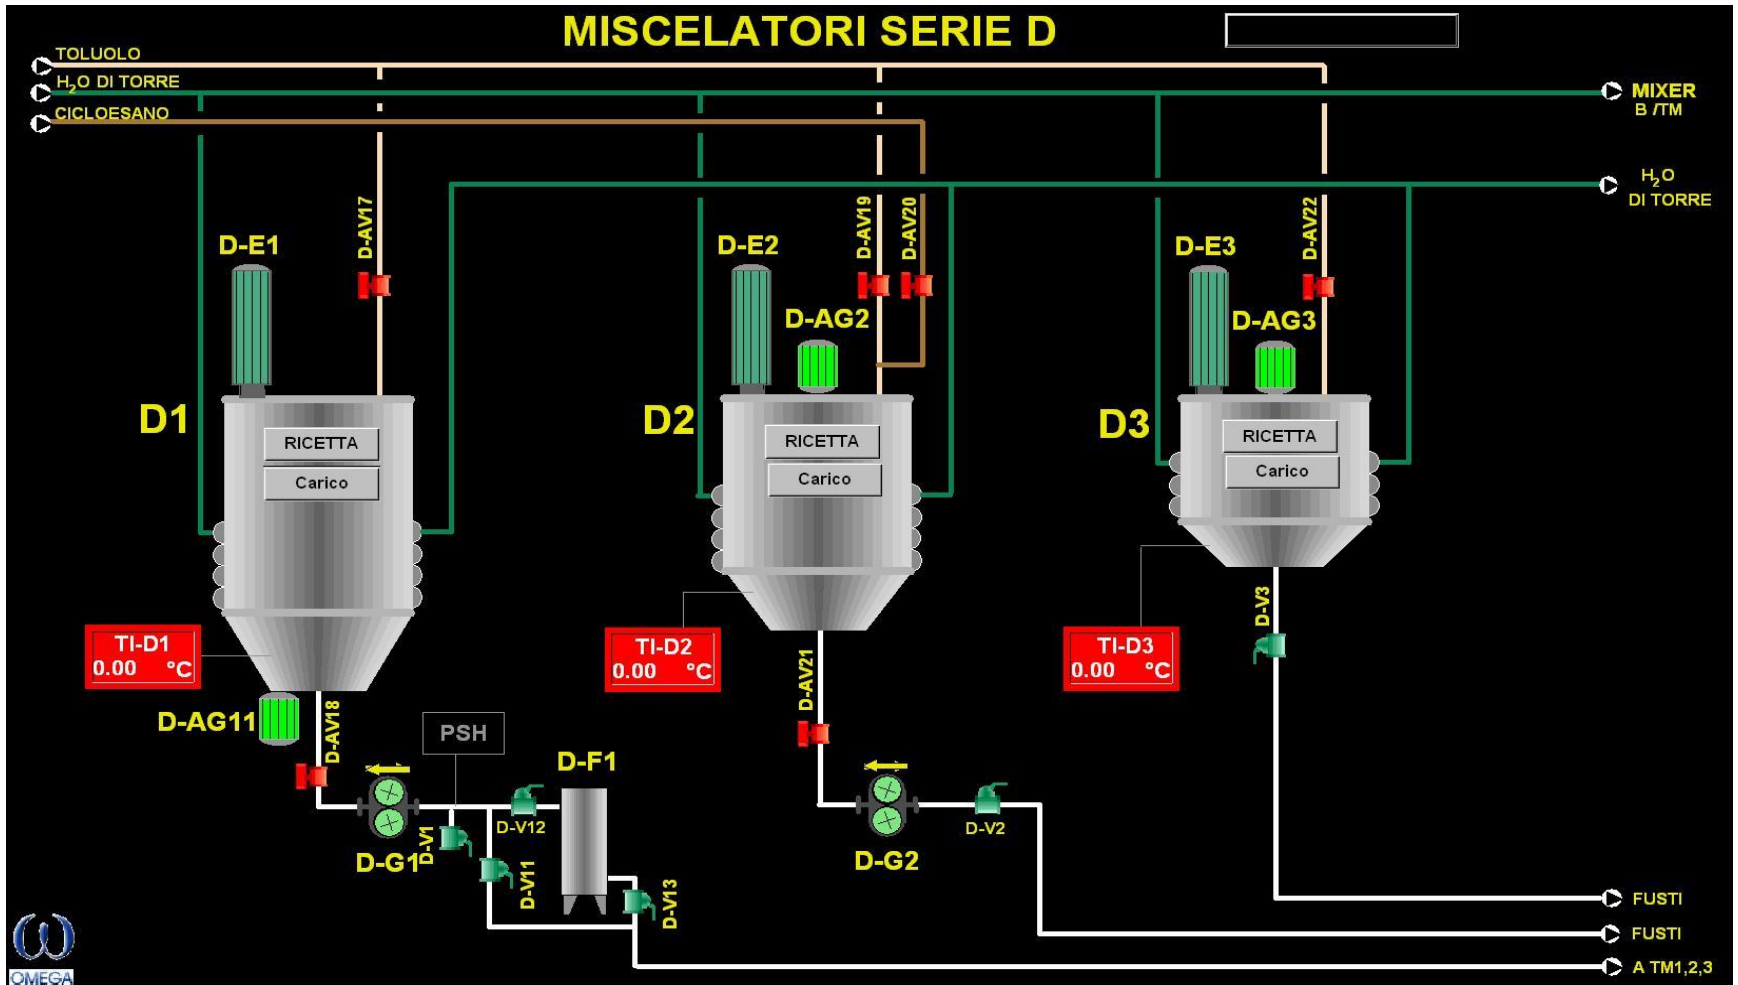 MISCELATORI SERIE D
TOLUOLO
H2O DI TORRE
CICLOESANO
MIXER
B /TM
H2O
DI TORRE
D-AV17
D-AV19
D-AV20
D-AV22
D-E1
D-E2
D-E3
D-AG2
D-AG3
D1
D2
D3
RICETTA
Carico
RICETTA
Carico
RICETTA
Carico
D-V3
TI-D1
0.00 °C
TI-D2
0.00 °C
TI-D3
0.00 °C
D-AG11
D-AV18
D-AV21
PSH
D-F1
D-V12
D-V1
D-G1
D-V11
D-V13
D-V2
D-G2
FUSTI
FUSTI
A TM1,2,3
OMEGA